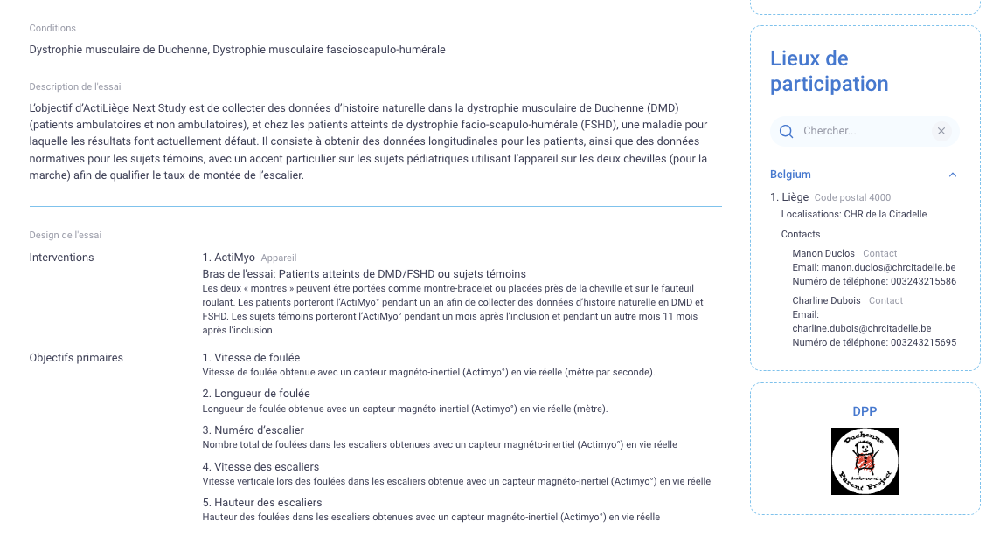 Conditions
Dystrophie musculaire de Duchenne, Dystrophie musculaire fascioscapulo-humérale
Description de l'essai
L’objectif d’ActiLiège Next Study est de collecter des données d’histoire naturelle dans la dystrophie musculaire de Duchenne (DMD)
(patients ambulatoires et non ambulatoires), et chez les patients atteints de dystrophie facio-scapulo-humérale (FSHD), une maladie pour
laquelle les résultats font actuellement défaut. Il consiste à obtenir des données longitudinales pour les patients, ainsi que des données
normatives pour les sujets témoins, avec un accent particulier sur les sujets pédiatriques utilisant l’appareil sur les deux chevilles (pour la
marche) afin de qualifier le taux de montée de l’escalier.
Design de l'essai
Interventions
1. ActiMyo Appareil
Bras de l'essai: Patients atteints de DMD/FSHD ou sujets témoins
Les deux « montres » peuvent être portées comme montre-bracelet ou placées près de la cheville et sur le fauteuil
roulant. Les patients porteront l’ActiMyo° pendant un an afin de collecter des données d’histoire naturelle en DMD et
FSHD. Les sujets témoins porteront l’ActiMyo° pendant un mois après l’inclusion et pendant un autre mois 11 mois
après l’inclusion.
Objectifs primaires
1. Vitesse de foulée
Vitesse de foulée obtenue avec un capteur magnéto-inertiel (Actimyo°) en vie réelle (mètre par seconde).
2. Longueur de foulée
Longueur de foulée obtenue avec un capteur magnéto-inertiel (Actimyo°) en vie réelle (mètre).
3. Numéro d’escalier
Nombre total de foulées dans les escaliers obtenues avec un capteur magnéto-inertiel (Actimyo°) en vie réelle
4. Vitesse des escaliers
Vitesse verticale lors des foulées dans les escaliers obtenue avec un capteur magnéto-inertiel (Actimyo°) en vie réelle
5. Hauteur des escaliers
Hauteur des foulées dans les escaliers obtenues avec un capteur magnéto-inertiel (Actimyo°) en vie réelle
Lieux de
participation
Chercher...
Belgium
1. Liège Code postal 4000
Localisations: CHR de la Citadelle
Contacts
Manon Duclos Contact
Email: manon.duclos@chrcitadelle.be
Numéro de téléphone: 003243215586
Charline Dubois Contact
Email:
charline.dubois@chrcitadelle.be
Numéro de téléphone: 003243215695
DPP
Duchenne
duchenne.nl
Parent Project